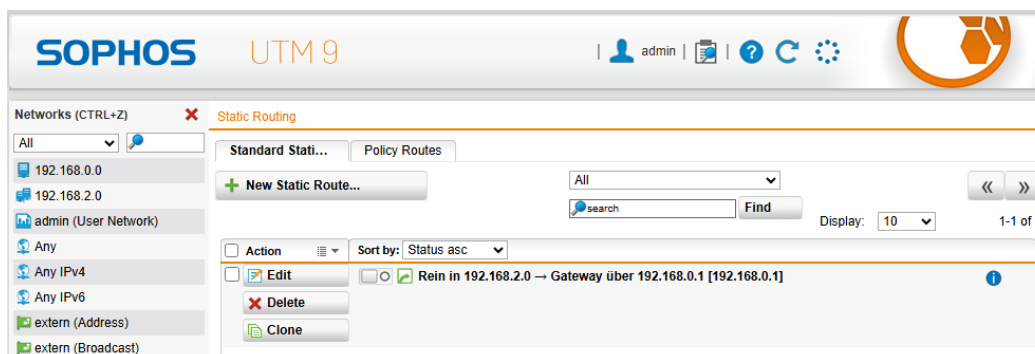 SOPHOS UTM 9
| admin | |
Networks (CTRL+Z)
All
192.168.0.0
192.168.2.0
admin (User Network)
Any
Any IPv4
Any IPv6
extern (Address)
extern (Broadcast)
Static Routing
Standard Stati... Policy Routes
New Static Route...
All
search Find
Display: 10 1-1 of
Action Sort by: Status asc
Edit Rein in 192.168.2.0 → Gateway über 192.168.0.1 [192.168.0.1]
Delete
Clone